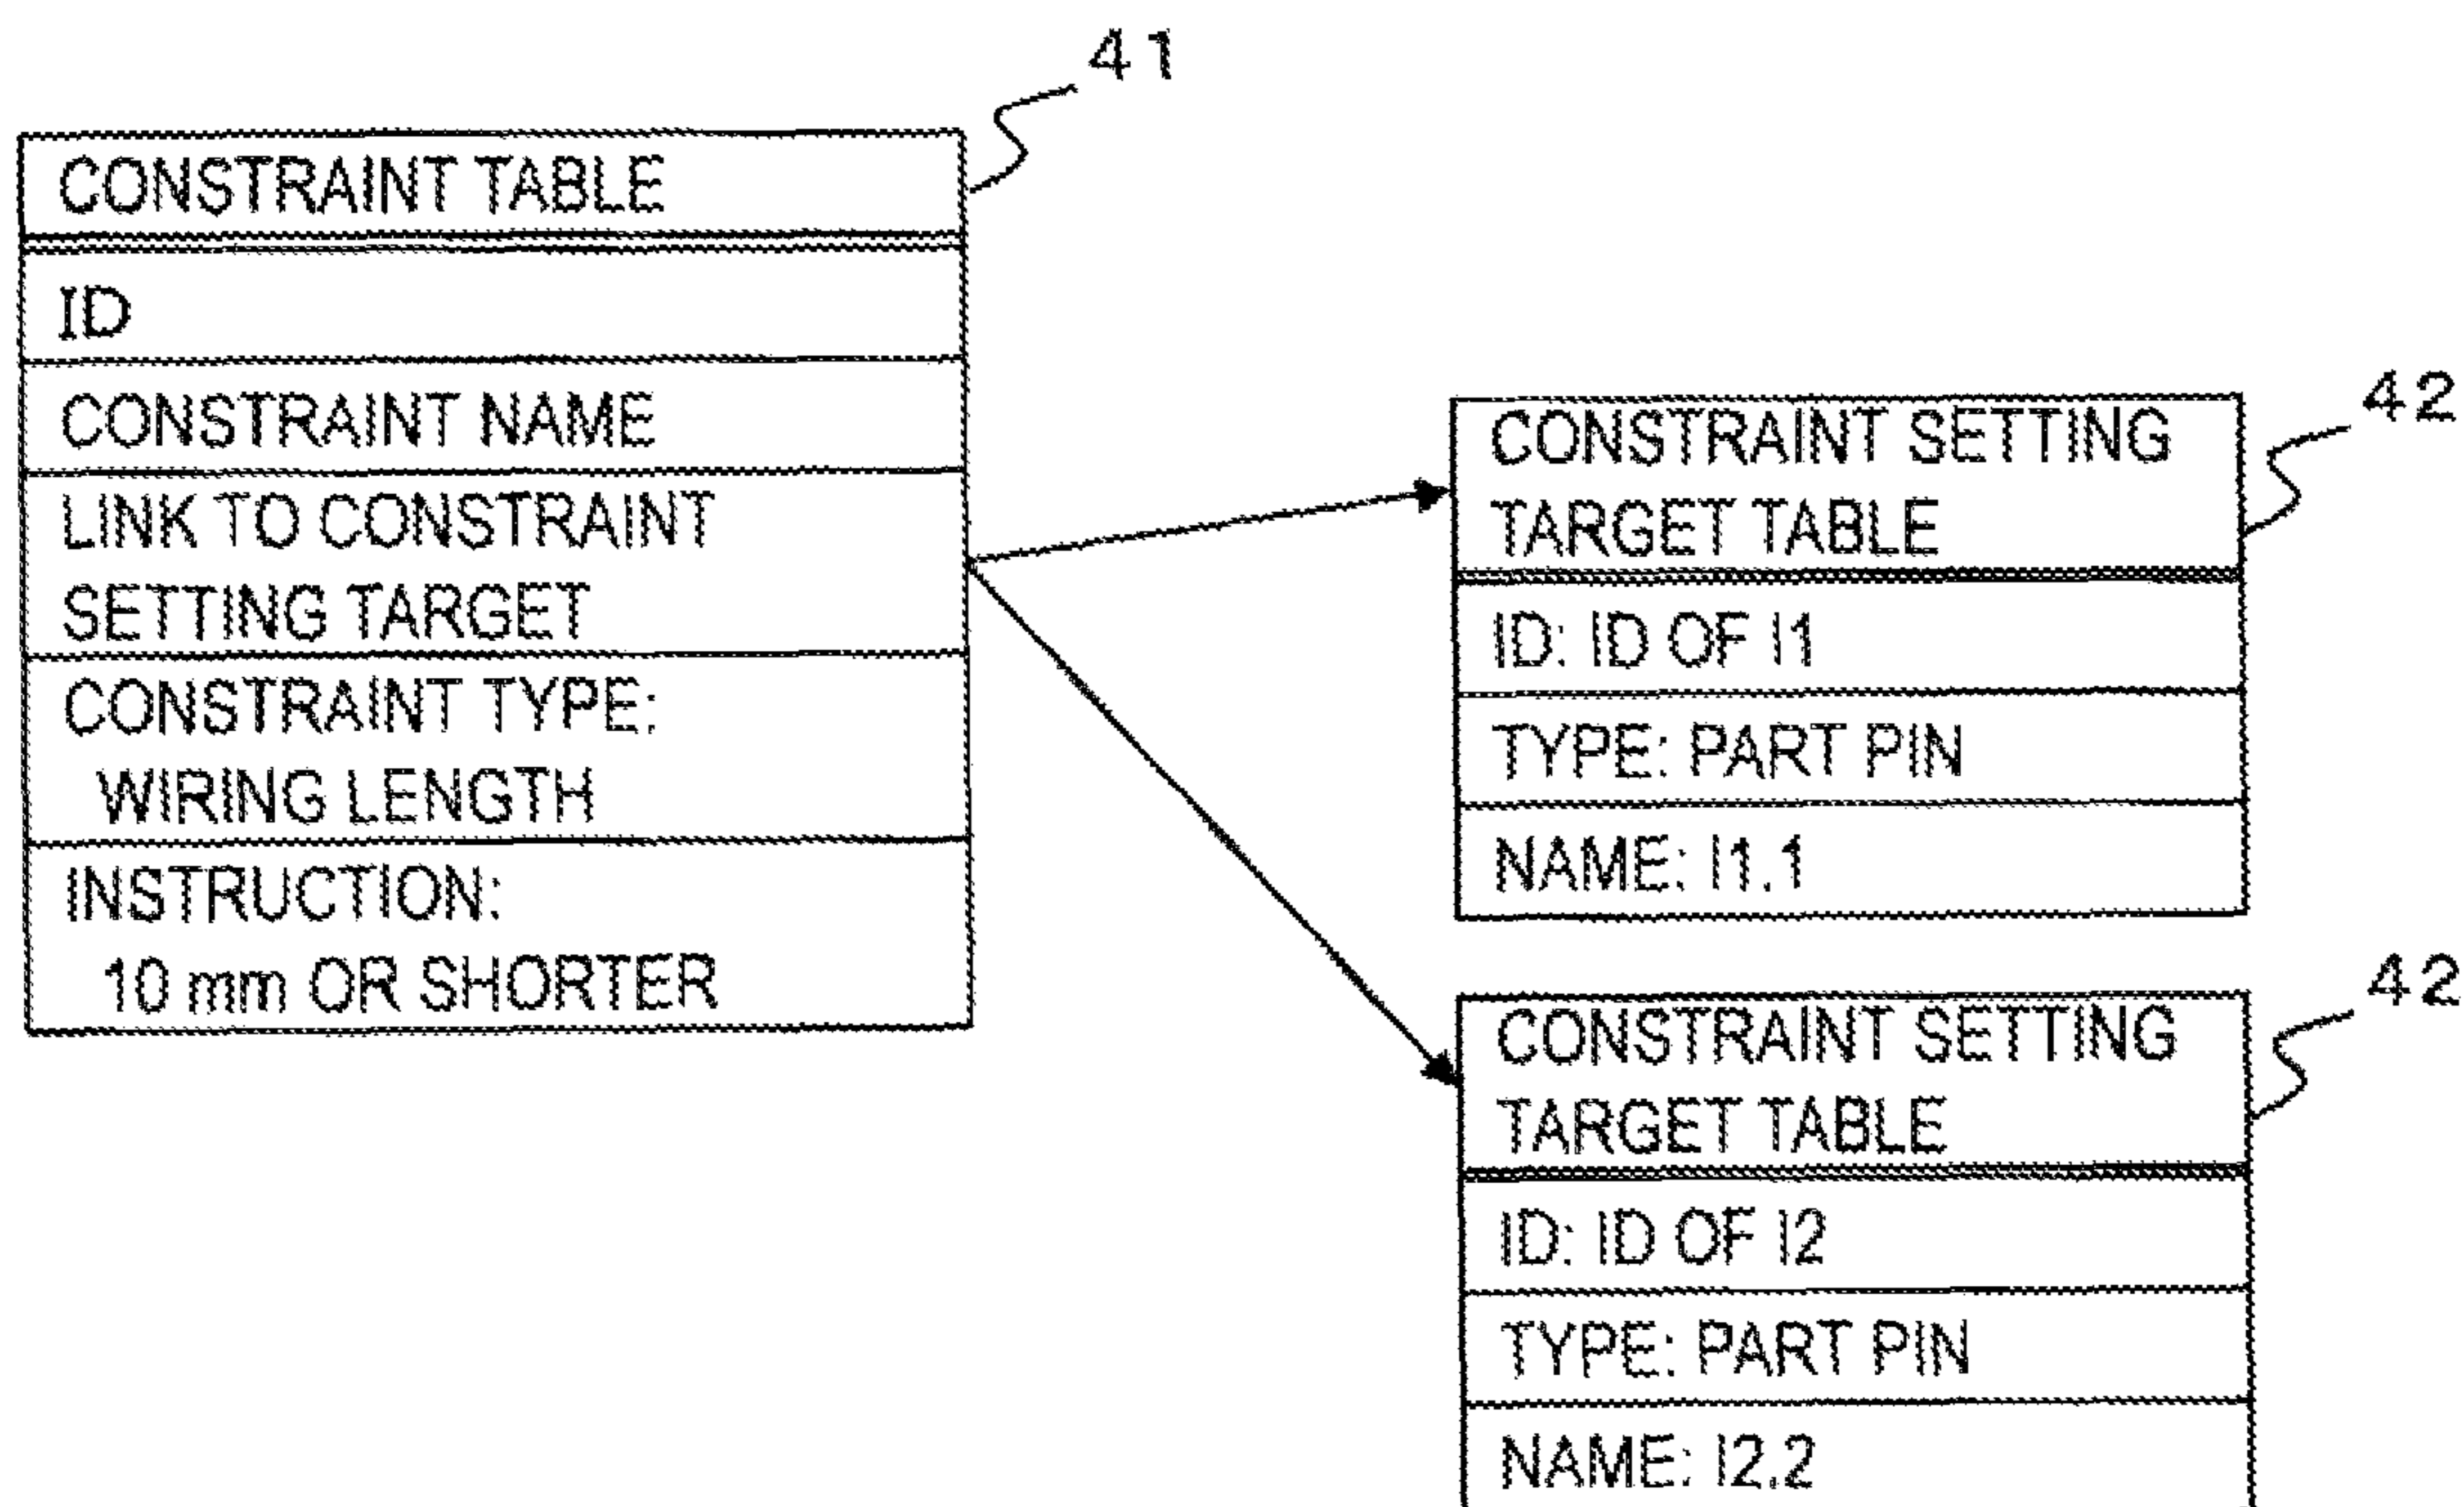 41
CONSTRAINT TABLE
ID
CONSTRAINT NAME
LINK TO CONSTRAINT
SETTING TARGET
CONSTRAINT TYPE:
WIRING LENGTH
INSTRUCTION:
10 mm OR SHORTER
42
CONSTRAINT SETTING
TARGET TABLE
ID: ID OF I1
TYPE: PART PIN
NAME: I1.1
42
CONSTRAINT SETTING
TARGET TABLE
ID: ID OF I2
TYPE: PART PIN
NAME: I2.2